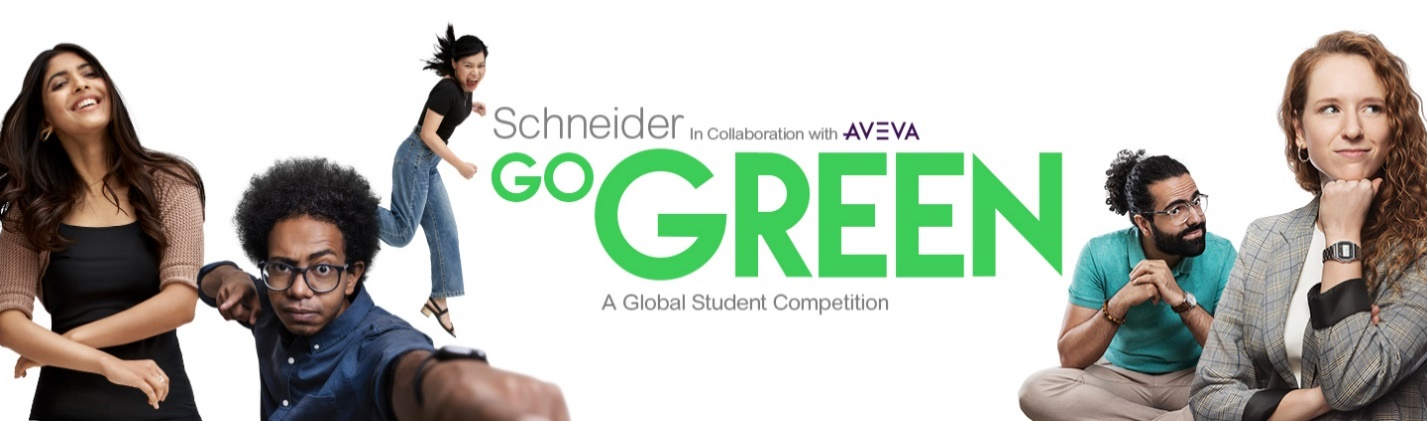 Schneider In Collaboration with AVEVA
GO GREEN
A Global Student Competition